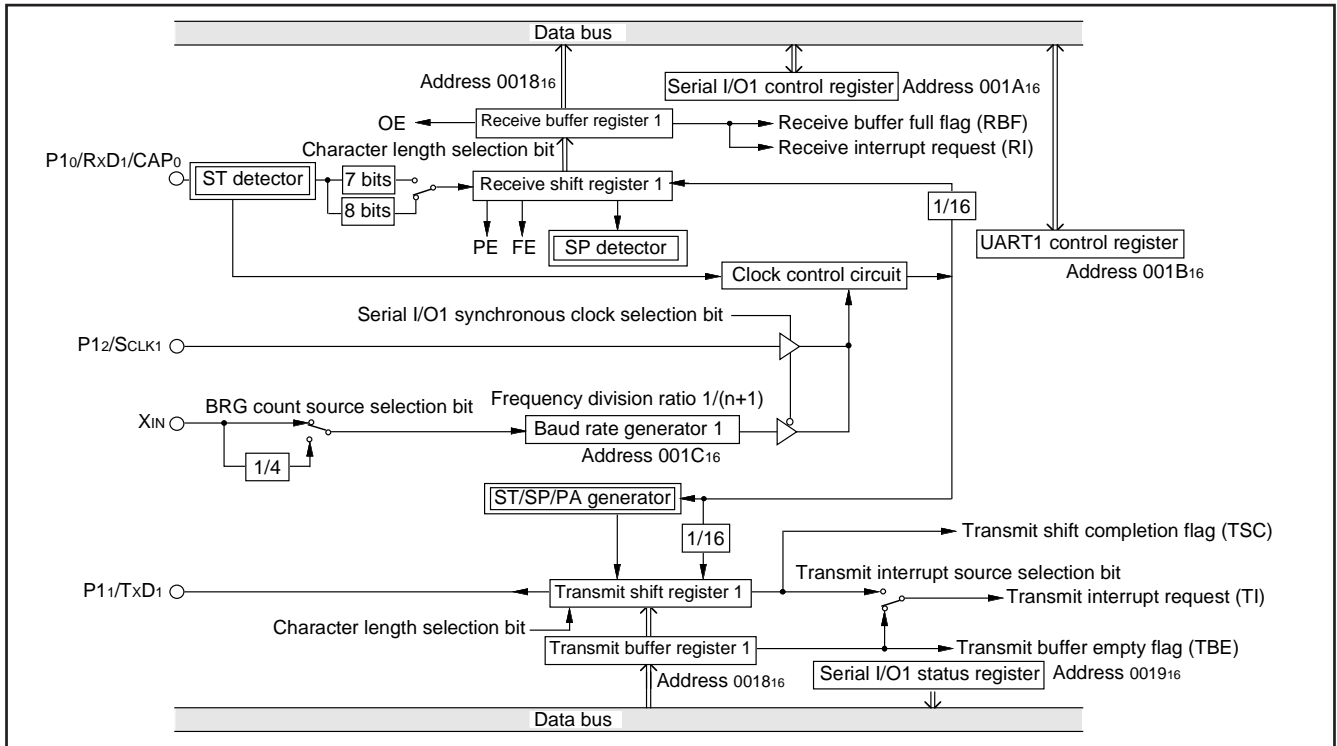 Data bus
Address 0018₁₆
Serial I/O1 control register Address 001A₁₆
OE
Receive buffer register 1
Receive buffer full flag (RBF)
Receive interrupt request (RI)
Character length selection bit
P1₀/RxD₁/CAP₀
ST detector
7 bits
8 bits
Receive shift register 1
1/16
PE FE
SP detector
UART1 control register
Address 001B₁₆
Clock control circuit
Serial I/O1 synchronous clock selection bit
P1₂/SCLK1
BRG count source selection bit
Frequency division ratio 1/(n+1)
XIN
Baud rate generator 1
Address 001C₁₆
1/4
ST/SP/PA generator
1/16
Transmit shift completion flag (TSC)
Transmit interrupt source selection bit
P1₁/TxD₁
Transmit shift register 1
Transmit interrupt request (TI)
Character length selection bit
Transmit buffer register 1
Transmit buffer empty flag (TBE)
Address 0018₁₆
Serial I/O1 status register Address 0019₁₆
Data bus